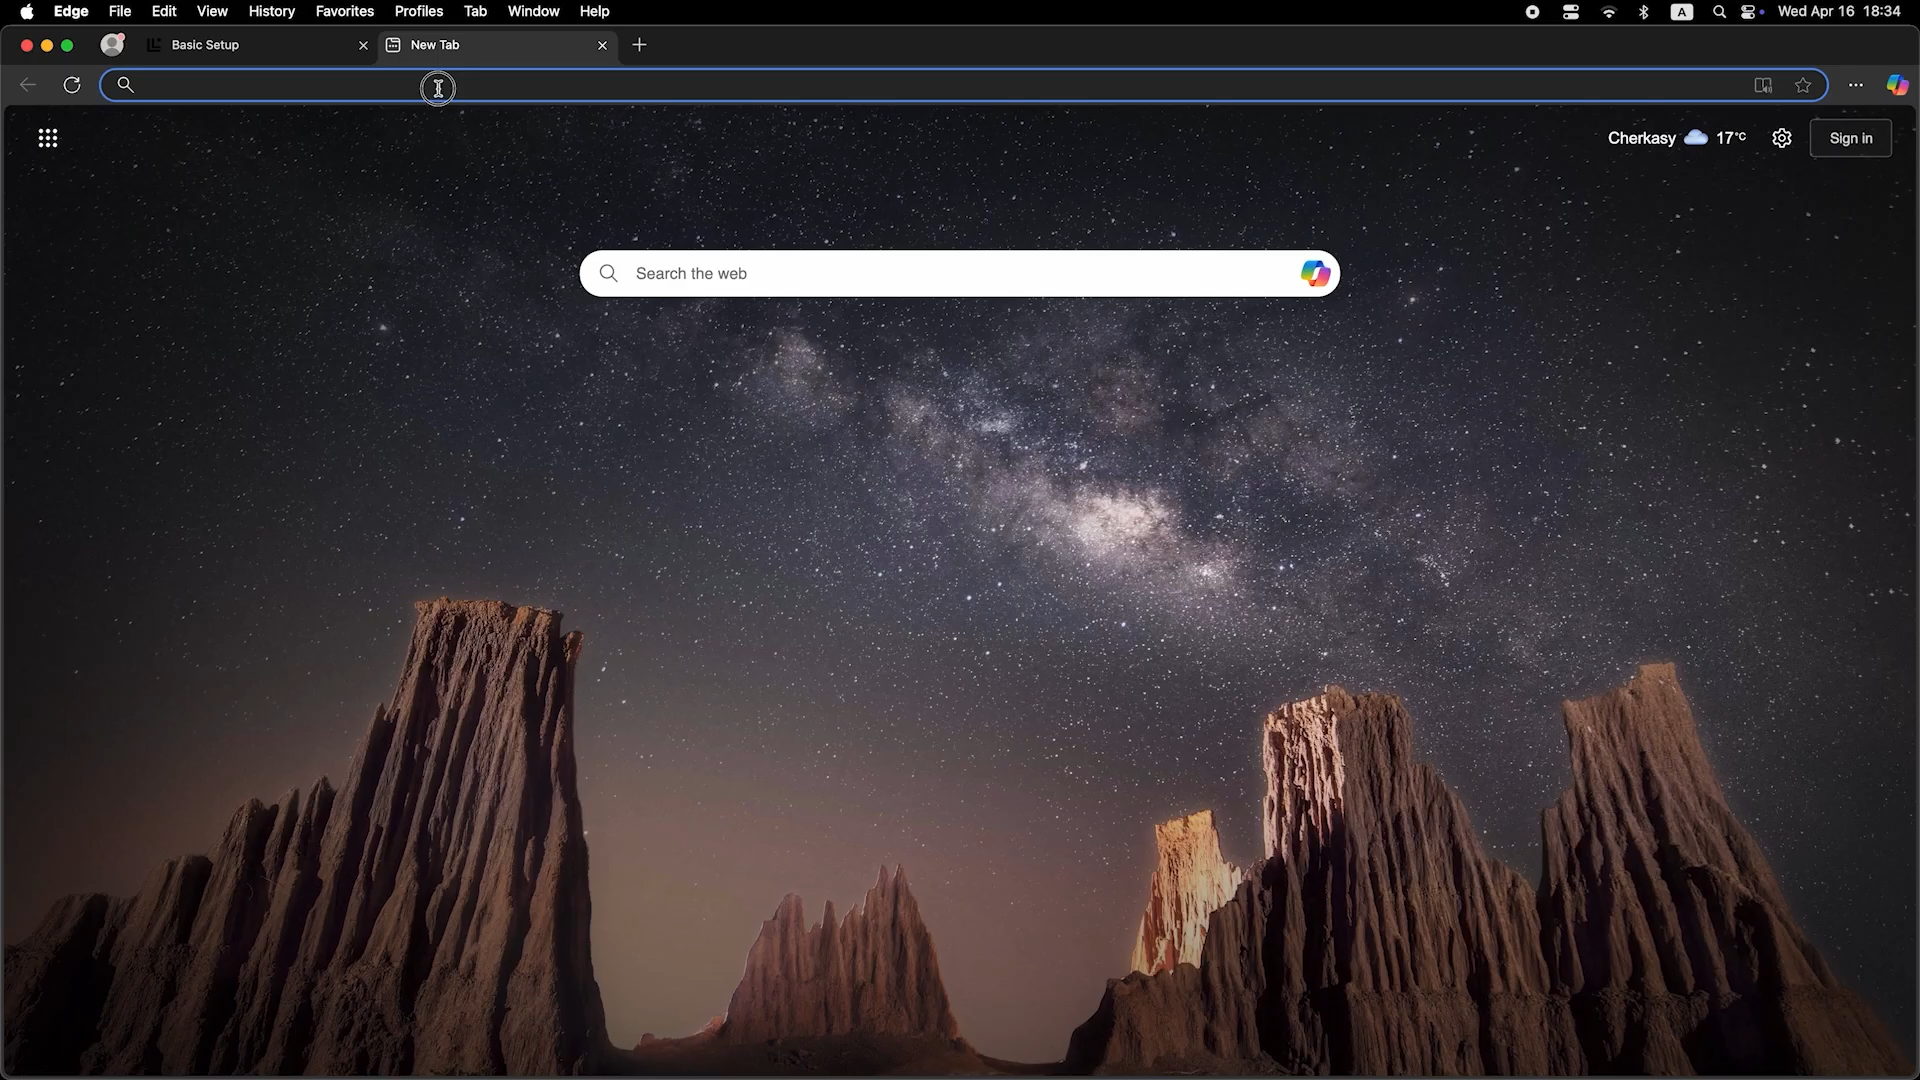 Edge File Edit View History Favorites Profiles Tab Window Help A Wed Apr 16 18:34
Basic Setup New Tab
Cherkasy 17°C Sign in
Search the web